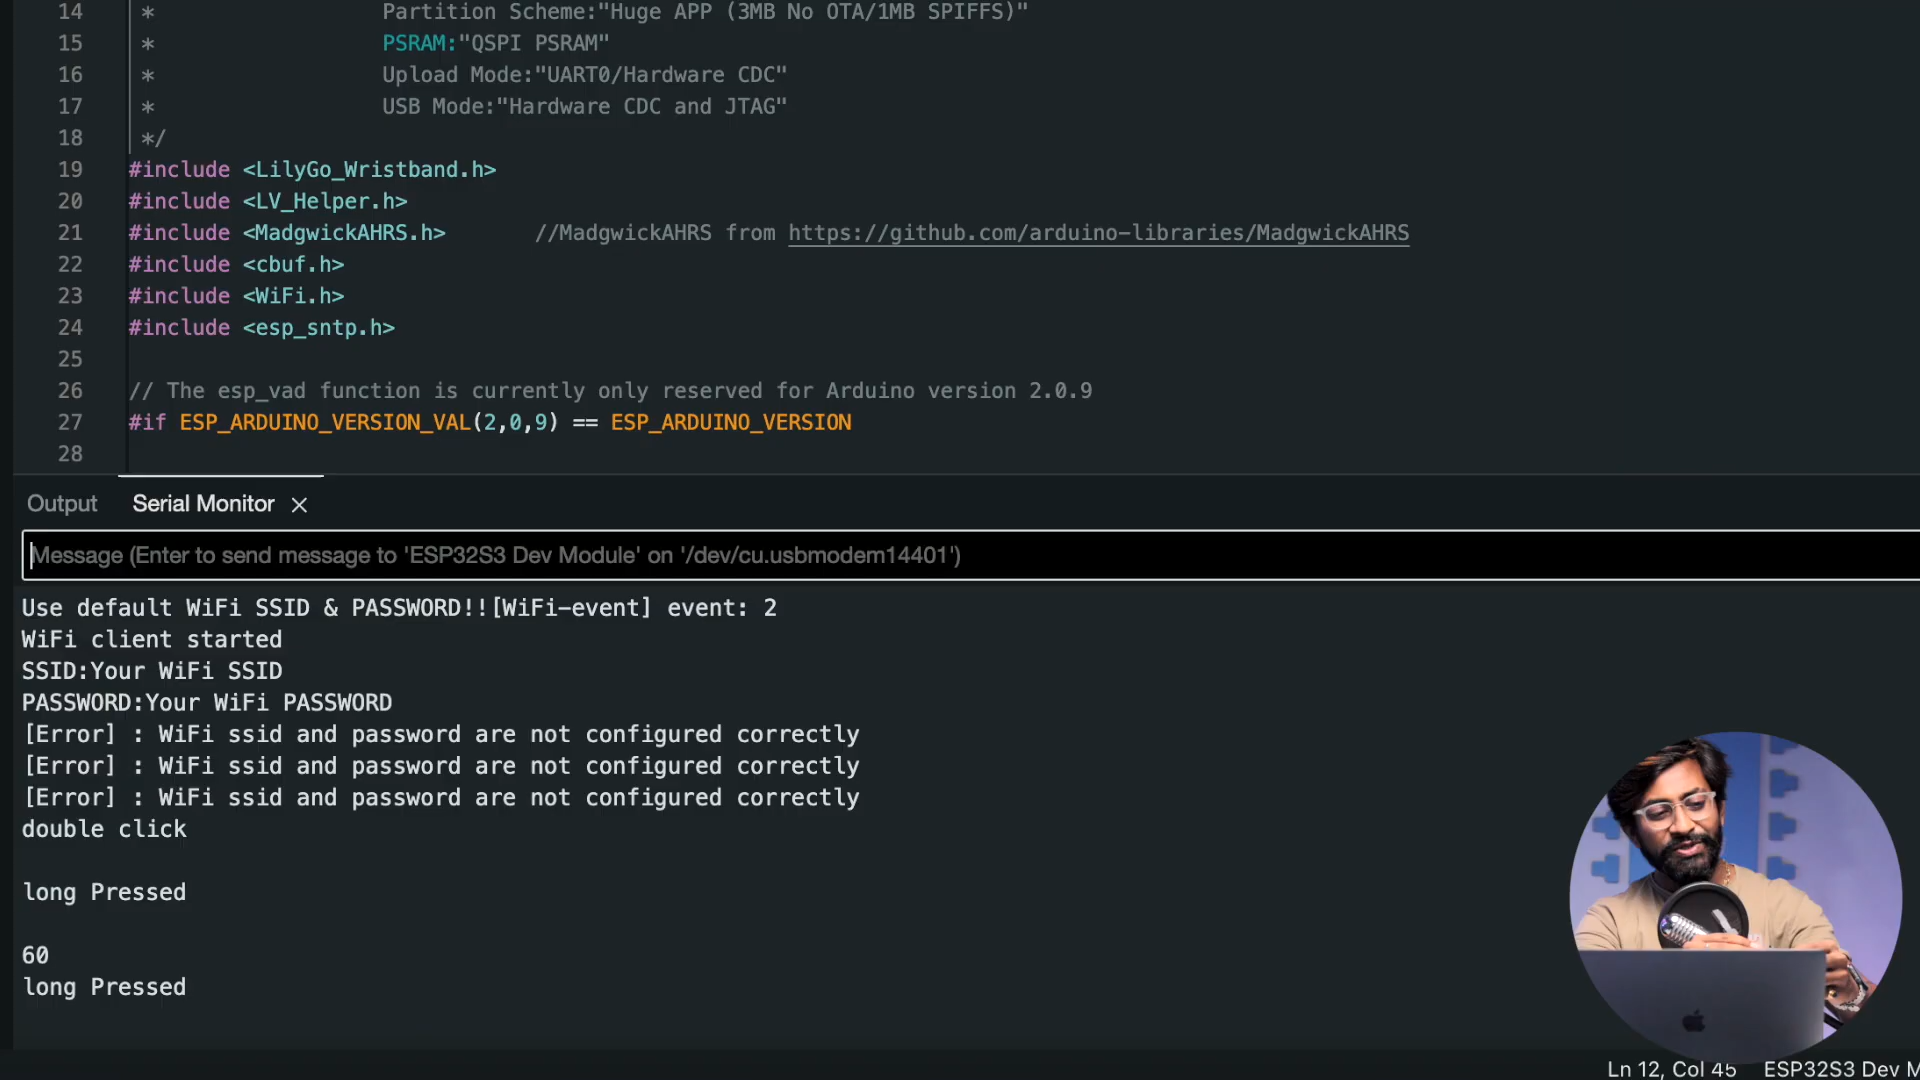 14 * Partition Scheme:"Huge APP (3MB No OTA/1MB SPIFFS)"
15 * PSRAM:"QSPI PSRAM"
16 * Upload Mode:"UART0/Hardware CDC"
17 * USB Mode:"Hardware CDC and JTAG"
18 */
19 #include <LilyGo_Wristband.h>
20 #include <LV_Helper.h>
21 #include <MadgwickAHRS.h> //MadgwickAHRS from https://github.com/arduino-libraries/MadgwickAHRS
22 #include <cbuf.h>
23 #include <WiFi.h>
24 #include <esp_sntp.h>
25
26 // The esp_vad function is currently only reserved for Arduino version 2.0.9
27 #if ESP_ARDUINO_VERSION_VAL(2,0,9) == ESP_ARDUINO_VERSION
28
Output Serial Monitor ×
Message (Enter to send message to 'ESP32S3 Dev Module' on '/dev/cu.usbmodem14401')
Use default WiFi SSID & PASSWORD!![WiFi-event] event: 2
WiFi client started
SSID:Your WiFi SSID
PASSWORD:Your WiFi PASSWORD
[Error] : WiFi ssid and password are not configured correctly
[Error] : WiFi ssid and password are not configured correctly
[Error] : WiFi ssid and password are not configured correctly
double click
long Pressed
60
long Pressed
Ln 12, Col 45 ESP32S3 Dev M